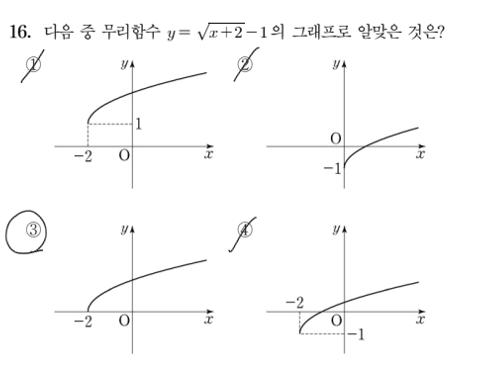 16. 다음 중 무리함수 y=√(x+2)-1의 그래프로 알맞은 것은?
① y 1 -2 O x
② y O -1 x
③ y -2 O x
④ y -2 O -1 x